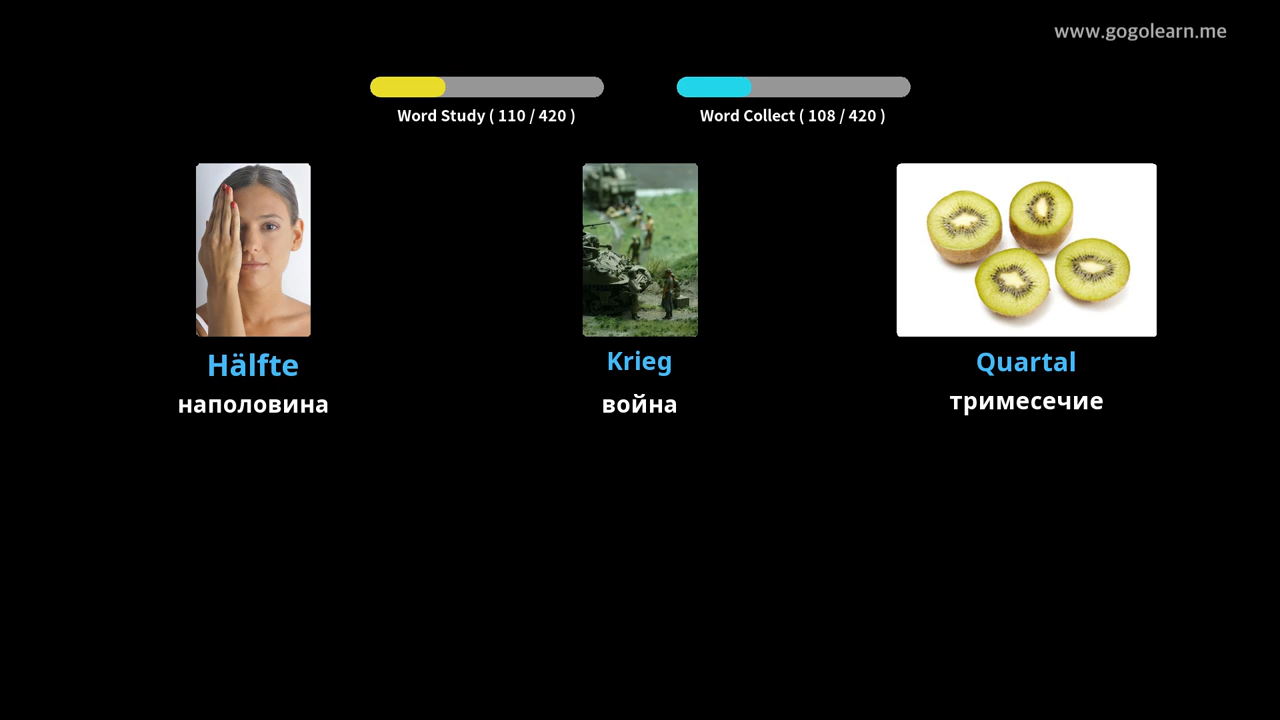 www.gogolearn.me
Word Study ( 110 / 420 )
Word Collect ( 108 / 420 )
Hälfte
Krieg
Quartal
наполовина
война
тримесечие